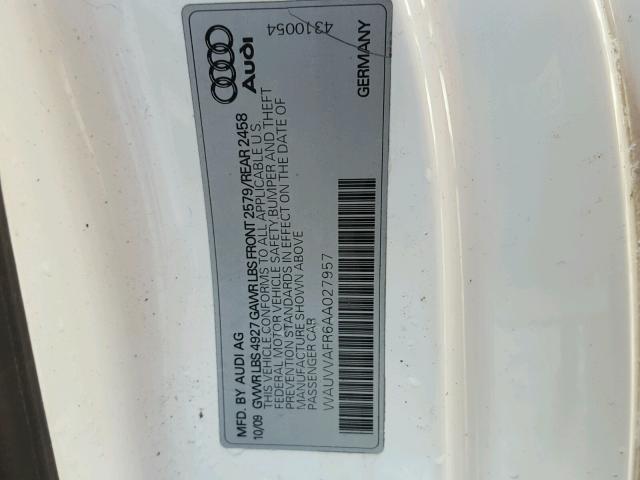 MFD. BY AUDI AG
10/09 GVWR LBS 4927 GAWR LBS FRONT 2579/REAR 2458
THIS VEHICLE CONFORMS TO ALL APPLICABLE U.S.
FEDERAL MOTOR VEHICLE SAFETY, BUMPER AND THEFT
PREVENTION STANDARDS IN EFFECT ON THE DATE OF
MANUFACTURE SHOWN ABOVE
PASSENGER CAR
WAUVVAFR6AA027957
Audi
4310054
GERMANY